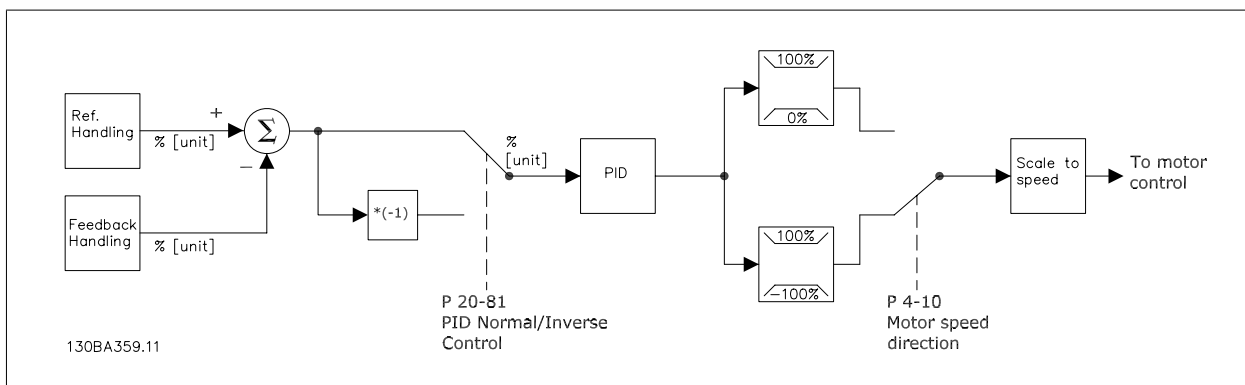 Ref.
Handling
+
% [unit]
Σ
−
Feedback
Handling
% [unit]
*(-1)
%
[unit]
P 20-81
PID Normal/Inverse
Control
PID
100%
0%
100%
-100%
P 4-10
Motor speed
direction
Scale to
speed
To motor
control
130BA359.11